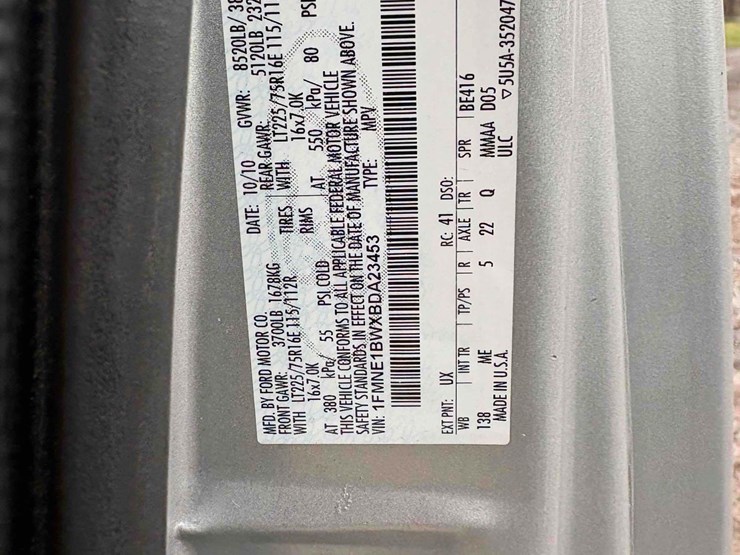 MFD. BY FORD MOTOR CO. DATE: 10/10 GVWR: 8520LB/ 38
FRONT GAWR: 3700LB 1678KG REAR GAWR: 5120LB 232
WITH LT225/75R16E 115/112R TIRES WITH LT225/75R16E 115/11
16x7.0K RIMS 16x7.0K
AT 380 kPa/ 55 PSI COLD AT 550 kPa/ 80 PSI
THIS VEHICLE CONFORMS TO ALL APPLICABLE FEDERAL MOTOR VEHICLE
SAFETY STANDARDS IN EFFECT ON THE DATE OF MANUFACTURE SHOWN ABOVE.
VIN: 1FMNE1BWXBDA23453 TYPE: MPV
EXT PNT: UX RC: 41 DSO:
WB INT TR TP/PS R AXLE TR SPR BE416
138 ME 5 22 Q MMAA D05
MADE IN U.S.A. ULC ▽5U5A-352047